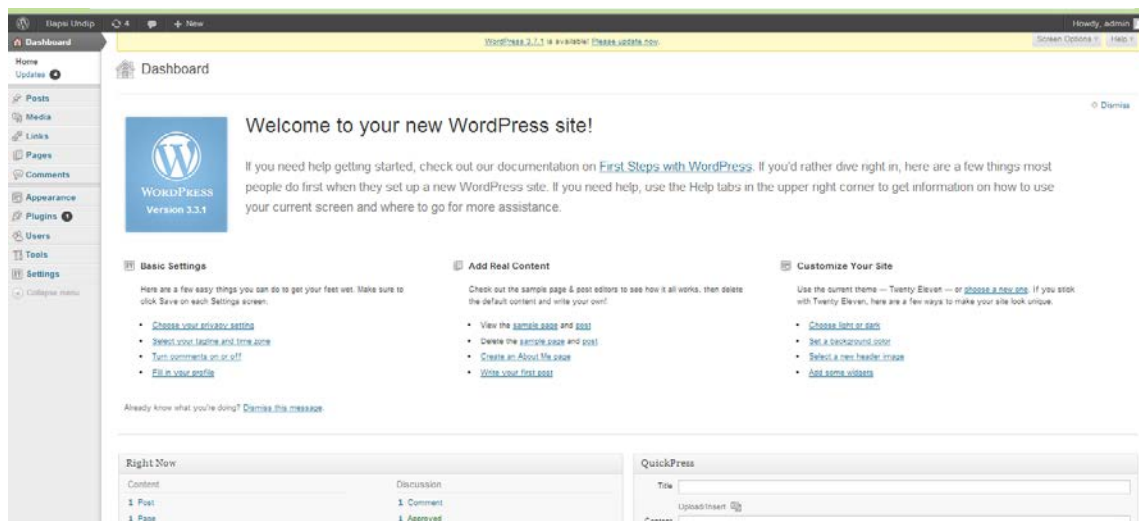 Bapsi Undip 4 + New Howdy, admin
WordPress 3.7.1 is available! Please update now.
Screen Options Help
Dashboard
Home
Updates 4
Posts
Media
Links
Pages
Comments
Appearance
Plugins 1
Users
Tools
Settings
Collapse menu
Dashboard
Dismiss
WORDPRESS
Version 3.3.1
Welcome to your new WordPress site!
If you need help getting started, check out our documentation on First Steps with WordPress. If you'd rather dive right in, here are a few things most
people do first when they set up a new WordPress site. If you need help, use the Help tabs in the upper right corner to get information on how to use
your current screen and where to go for more assistance.
Basic Settings
Here are a few easy things you can do to get your feet wet. Make sure to
click Save on each Settings screen.
• Choose your privacy setting
• Select your tagline and time zone
• Turn comments on or off
• Fill in your profile
Add Real Content
Check out the sample page & post editors to see how it all works, then delete
the default content and write your own!
• View the sample page and post
• Delete the sample page and post
• Create an About Me page
• Write your first post
Customize Your Site
Use the current theme — Twenty Eleven — or choose a new one. If you stick
with Twenty Eleven, here are a few ways to make your site look unique.
• Choose light or dark
• Set a background color
• Select a new header image
• Add some widgets
Already know what you're doing? Dismiss this message.
Right Now
Content
1 Post
1 Page
Discussion
1 Comment
1 Approved
QuickPress
Title
Upload/Insert
Content